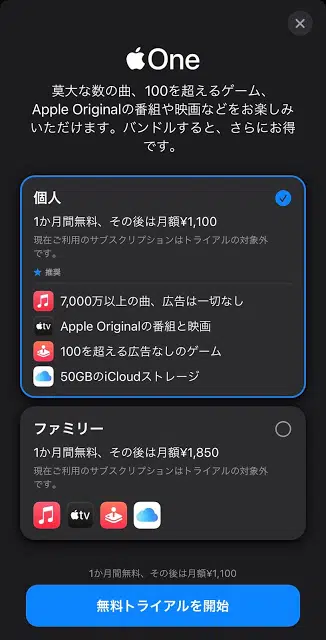 One
莫大な数の曲、100を超えるゲーム、
Apple Originalの番組や映画などをお楽しみ
いただけます。バンドルすると、さらにお得
です。
個人
1か月間無料、その後は月額¥1,100
現在ご利用のサブスクリプションはトライアルの対象外
です。
推奨
7,000万以上の曲、広告は一切なし
tv
Apple Originalの番組と映画
100を超える広告なしのゲーム
50GBのiCloudストレージ
ファミリー
1か月間無料、その後は月額¥1,850
現在ご利用のサブスクリプションはトライアルの対象外
です。
tv
1か月間無料、その後は月額¥1,100
無料トライアルを開始